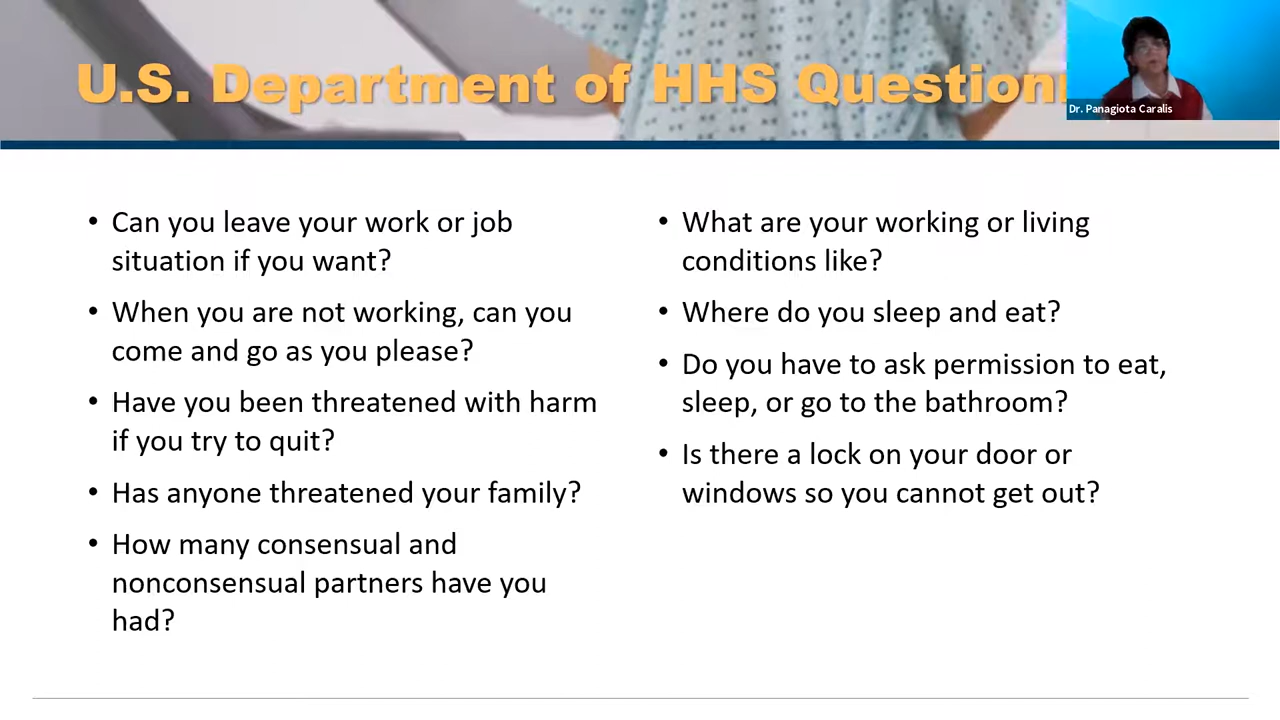 U.S. Department of HHS Question
Dr. Panagiota Caralis
• Can you leave your work or job
situation if you want?
• When you are not working, can you
come and go as you please?
• Have you been threatened with harm
if you try to quit?
• Has anyone threatened your family?
• How many consensual and
nonconsensual partners have you
had?
• What are your working or living
conditions like?
• Where do you sleep and eat?
• Do you have to ask permission to eat,
sleep, or go to the bathroom?
• Is there a lock on your door or
windows so you cannot get out?